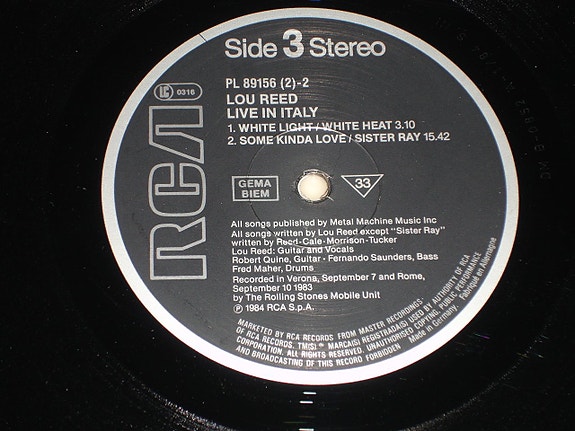 Side 3 Stereo
PL 89156 (2)-2
LC 0316
LOU REED
LIVE IN ITALY
1. WHITE LIGHT / WHITE HEAT 3.10
2. SOME KINDA LOVE / SISTER RAY 15.42
RCA
GEMA
BIEM
33
All songs published by Metal Machine Music Inc
All songs written by Lou Reed except "Sister Ray"
written by Reed-Cale-Morrison-Tucker
Lou Reed: Guitar and Vocals
Robert Quine, Guitar - Fernando Saunders, Bass
Fred Maher, Drums
Recorded in Verona, September 7 and Rome,
September 10 1983
by The Rolling Stones Mobile Unit
℗ 1984 RCA S.p.A.
MARKETED BY RCA RECORDS FROM MASTER RECORDINGS
OF RCA RECORDS. TM(S)® MARCA(S) REGISTRADA(S) USED BY AUTHORITY OF RCA
CORPORATION. ALL RIGHTS RESERVED. UNAUTHORISED COPYING, PUBLIC PERFORMANCE
AND BROADCASTING OF THIS RECORD FORBIDDEN
Made in Germany. Fabriqué en Allemagne